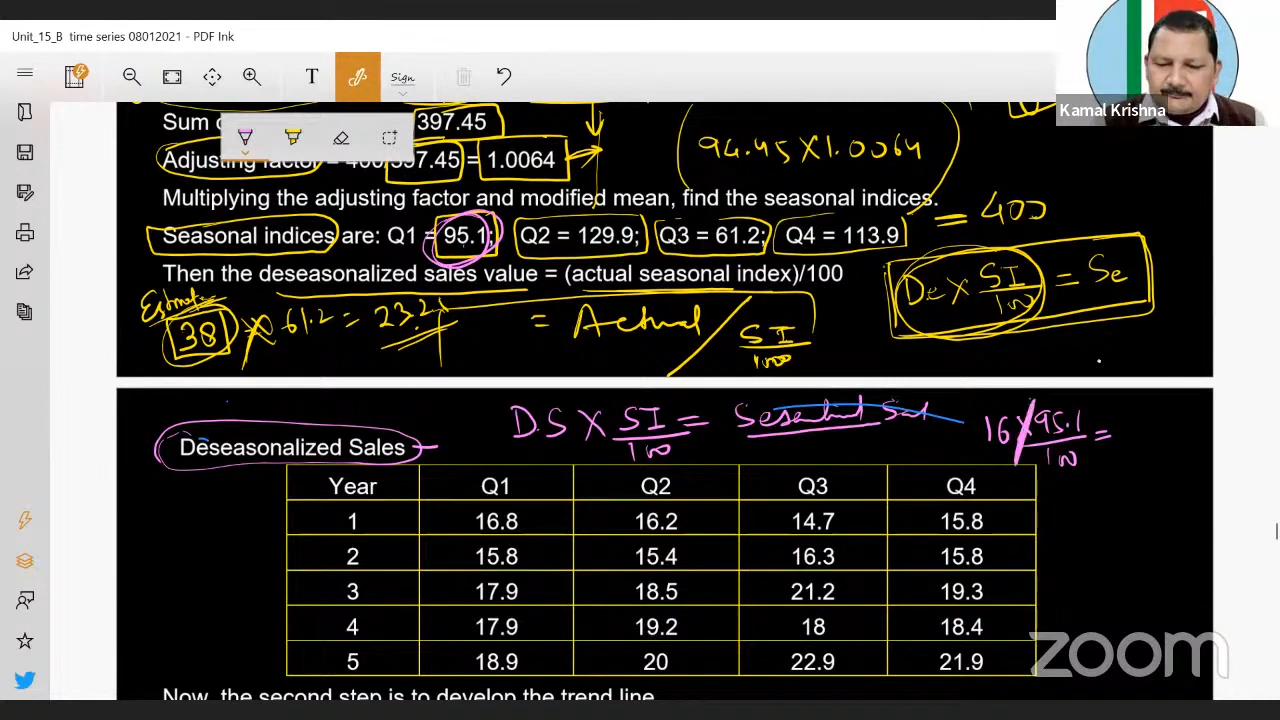 Unit_15_B time series 08012021 - PDF Ink
T
Sign
Kamal Krishna
Sum 397.45
94.45 X 1.0064
Adjusting factor = 400/397.45 = 1.0064
Multiplying the adjusting factor and modified mean, find the seasonal indices.
= 400
Seasonal indices are: Q1 = 95.1; Q2 = 129.9; Q3 = 61.2; Q4 = 113.9
Then the deseasonalized sales value = (actual seasonal index)/100
De X SI/100 = Se
38 X 61.2 = 23.2
= Actual / SI/100
D.S X SI/100 =
16 X 95.1/100 =
Deseasonalized Sales
Year Q1 Q2 Q3 Q4
1 16.8 16.2 14.7 15.8
2 15.8 15.4 16.3 15.8
3 17.9 18.5 21.2 19.3
4 17.9 19.2 18 18.4
5 18.9 20 22.9 21.9
zoom
Now, the second step is to develop the trend line